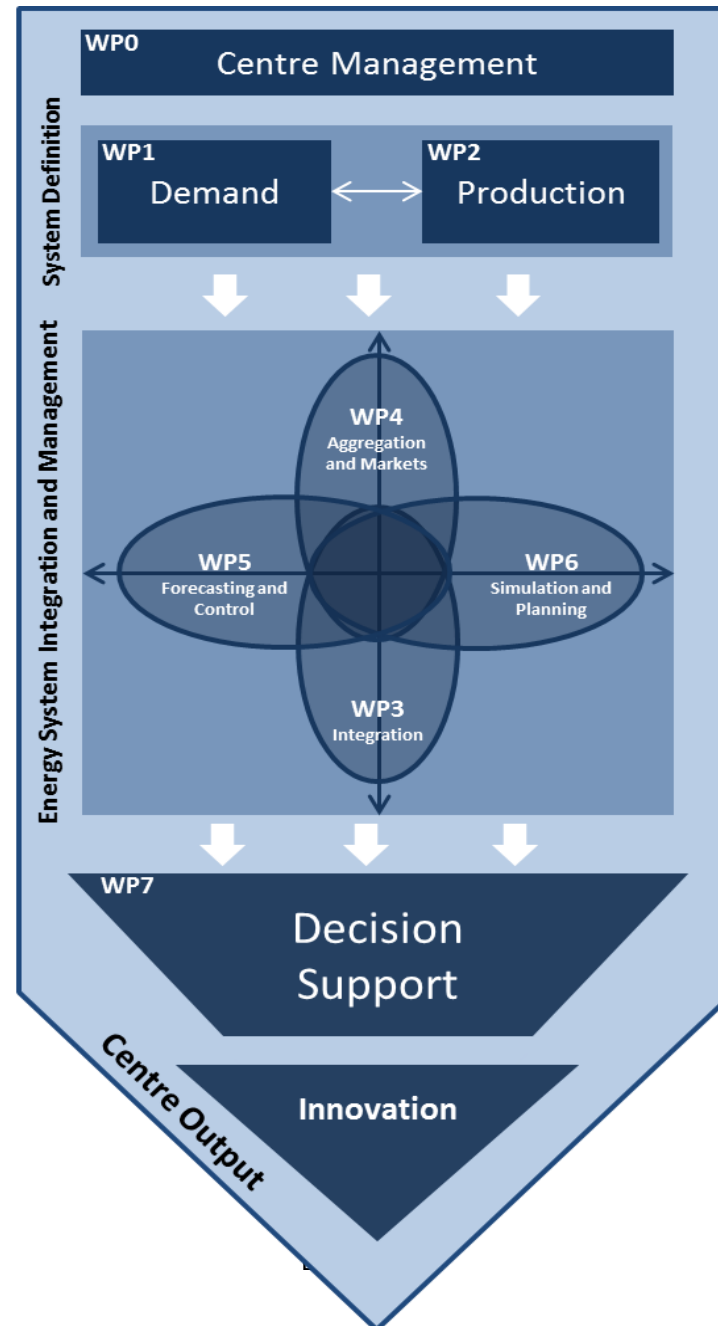 WP0
Centre Management
System Definition
WP1
Demand
WP2
Production
Energy System Integration and Management
WP4
Aggregation
and Markets
WP5
Forecasting and
Control
WP6
Simulation and
Planning
WP3
Integration
WP7
Decision
Support
Centre Output
Innovation